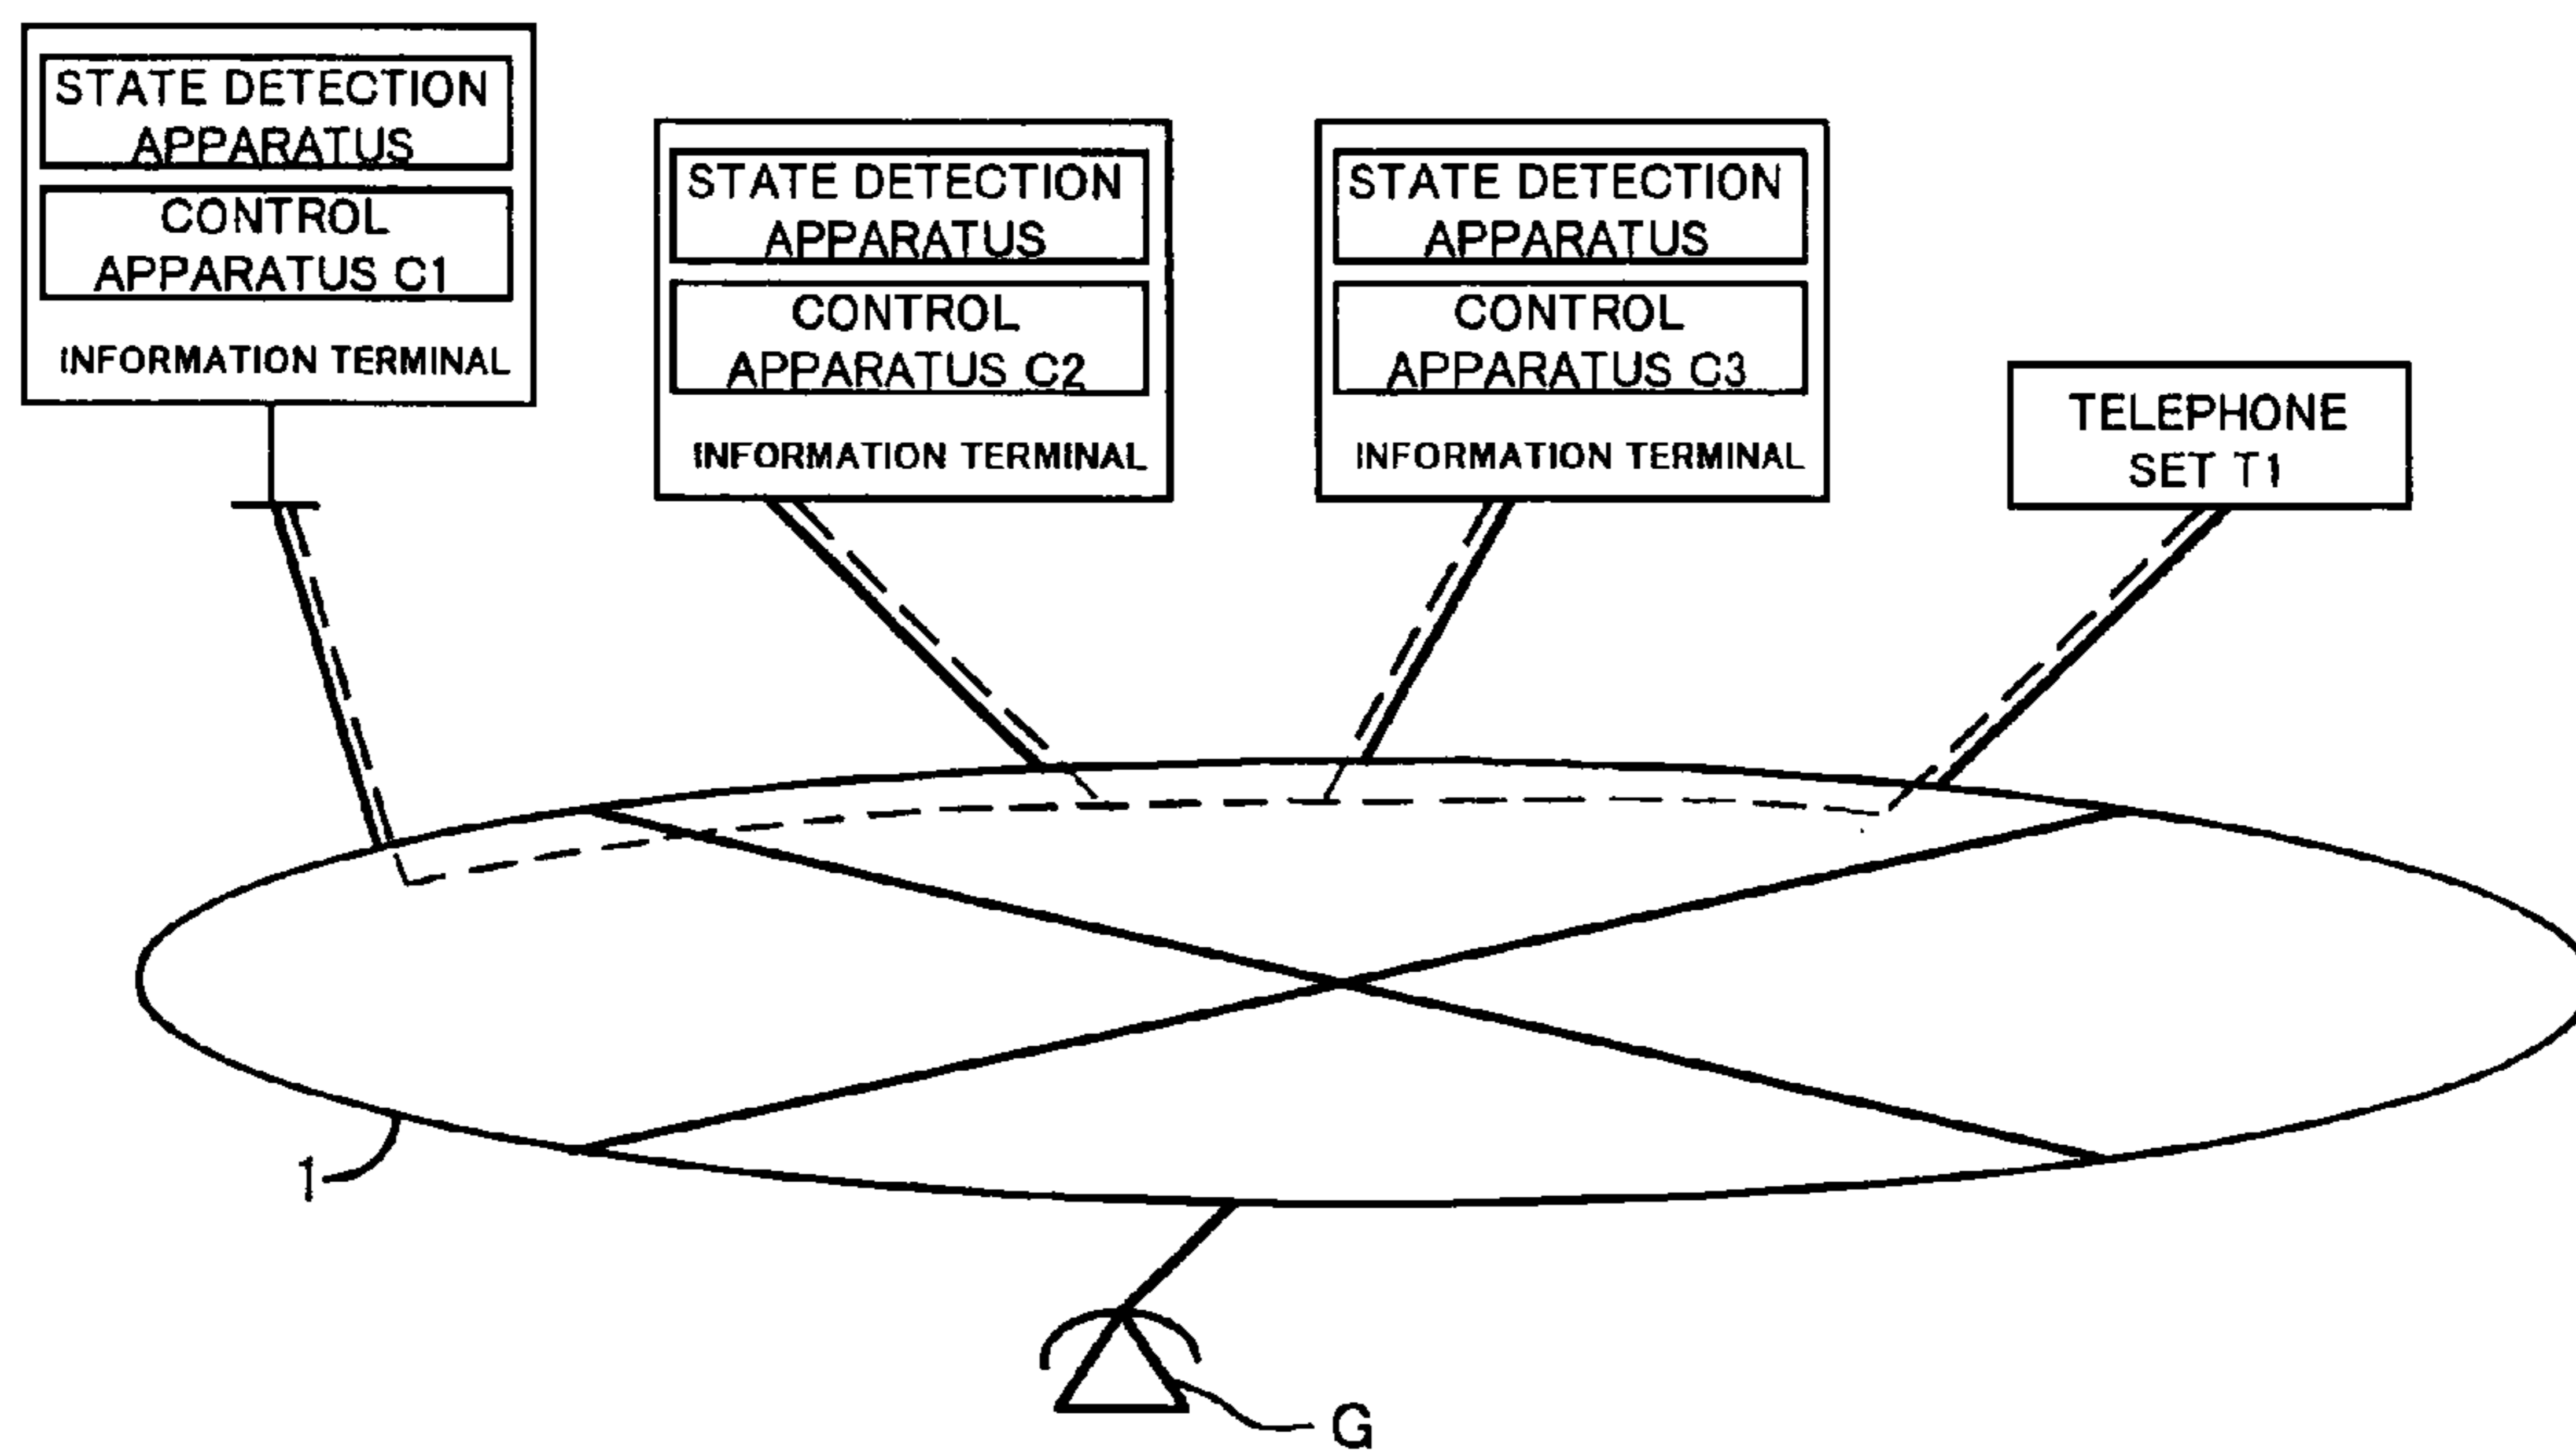 STATE DETECTION
APPARATUS
CONTROL
APPARATUS C1
INFORMATION TERMINAL
STATE DETECTION
APPARATUS
CONTROL
APPARATUS C2
INFORMATION TERMINAL
STATE DETECTION
APPARATUS
CONTROL
APPARATUS C3
INFORMATION TERMINAL
TELEPHONE
SET T1
1
G